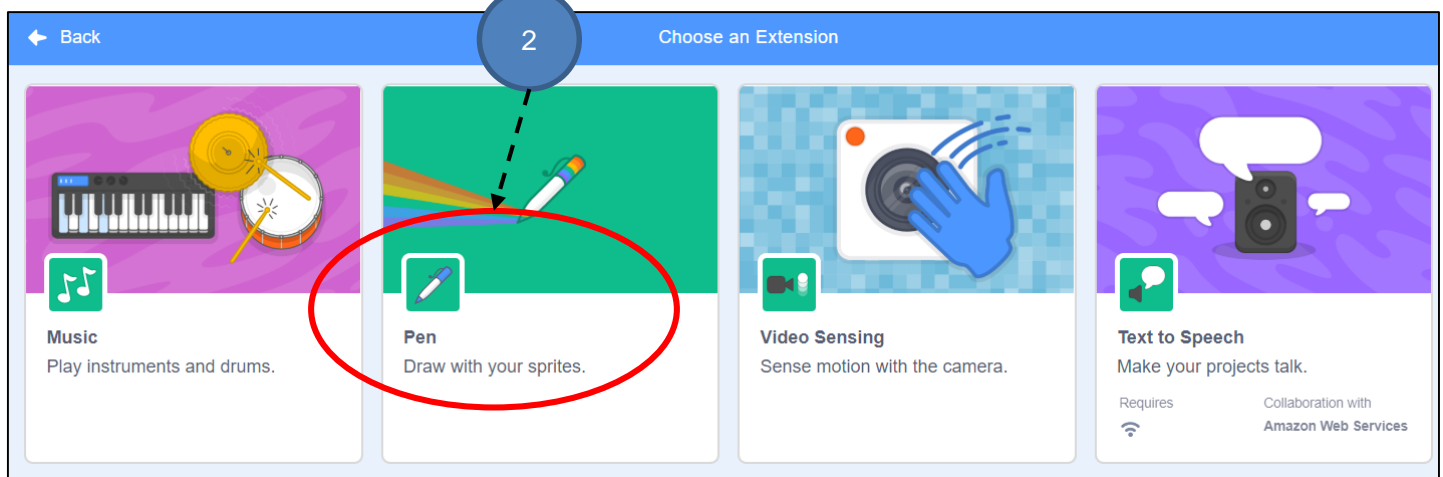 Back
2
Choose an Extension
Music
Play instruments and drums.
Pen
Draw with your sprites.
Video Sensing
Sense motion with the camera.
Text to Speech
Make your projects talk.
Requires
Collaboration with
Amazon Web Services